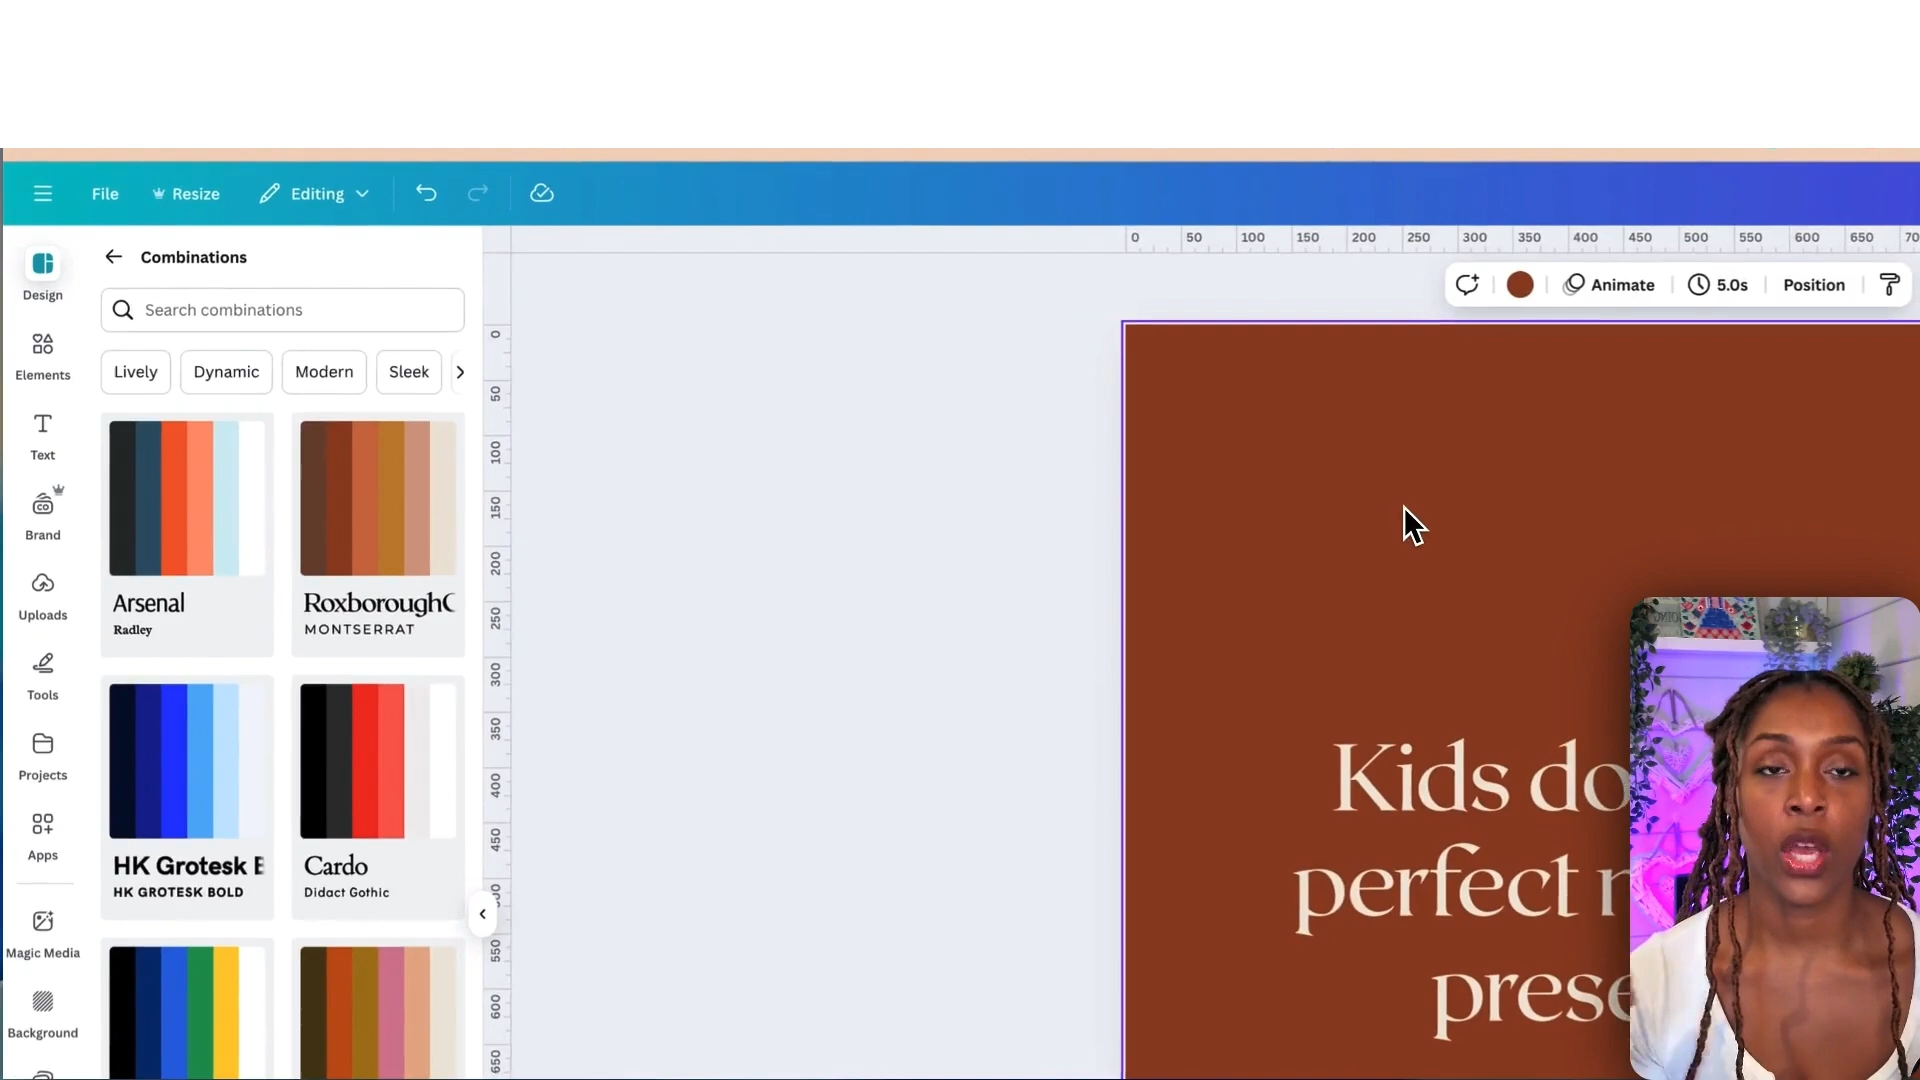 File
Resize
Editing
0 50 100 150 200 250 300 350 400 450 500 550 600 650 70
Design
Combinations
Search combinations
Animate
5.0s
Position
Elements
Lively
Dynamic
Modern
Sleek
Text
Brand
Uploads
Tools
Projects
Apps
Magic Media
Background
Arsenal
Radley
RoxboroughC
MONTSERRAT
HK Grotesk B
HK GROTESK BOLD
Cardo
Didact Gothic
0
50
100
150
200
250
300
350
400
450
550
600
650
Kids do
perfect
prese